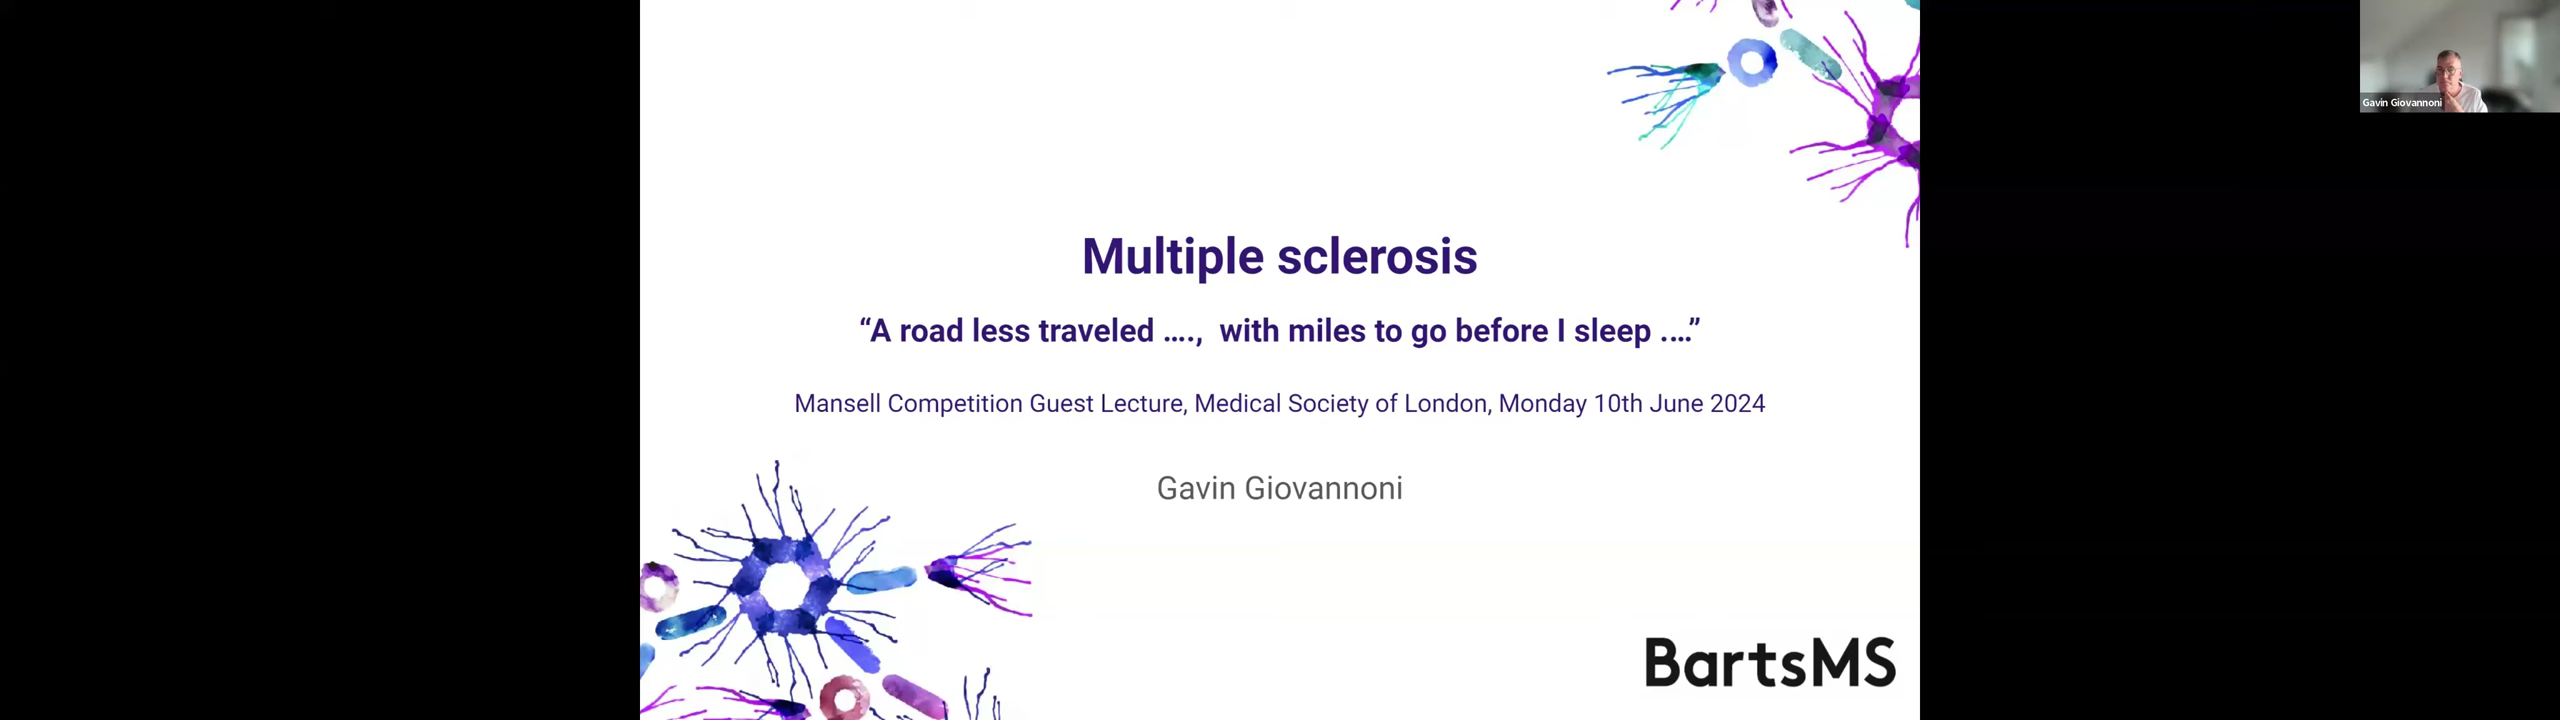 Gavin Giovannoni
Multiple sclerosis
“A road less traveled ...., with miles to go before I sleep ....”
Mansell Competition Guest Lecture, Medical Society of London, Monday 10th June 2024
Gavin Giovannoni
BartsMS